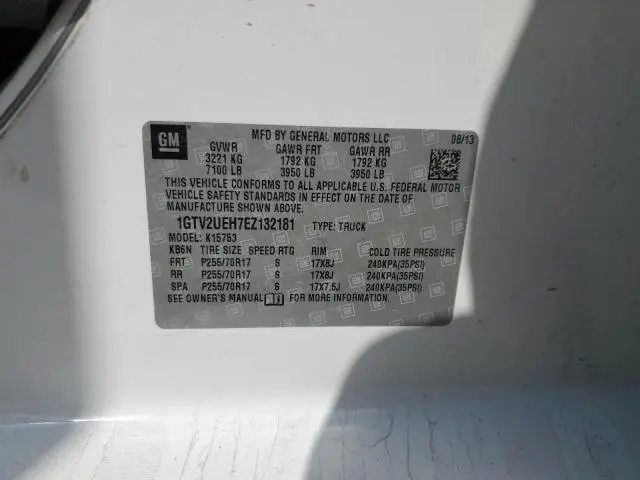 GM
MFD BY GENERAL MOTORS LLC 08/13
GVWR GAWR FRT GAWR RR
3221 KG 1792 KG 1792 KG
7100 LB 3950 LB 3950 LB
THIS VEHICLE CONFORMS TO ALL APPLICABLE U.S. FEDERAL MOTOR
VEHICLE SAFETY STANDARDS IN EFFECT ON THE DATE OF
MANUFACTURE SHOWN ABOVE.
1GTV2UEH7EZ132181 TYPE: TRUCK
MODEL: K15753
KB6N TIRE SIZE SPEED RTG RIM COLD TIRE PRESSURE
FRT P255/70R17 S 17X8J 240KPA(35PSI)
RR P255/70R17 S 17X8J 240KPA(35PSI)
SPA P255/70R17 S 17X7.5J 240KPA(35PSI)
SEE OWNER'S MANUAL FOR MORE INFORMATION.